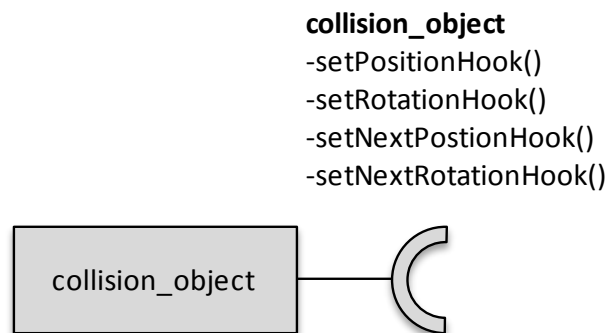 collision_object
-setPositionHook()
-setRotationHook()
-setNextPostionHook()
-setNextRotationHook()
collision_object